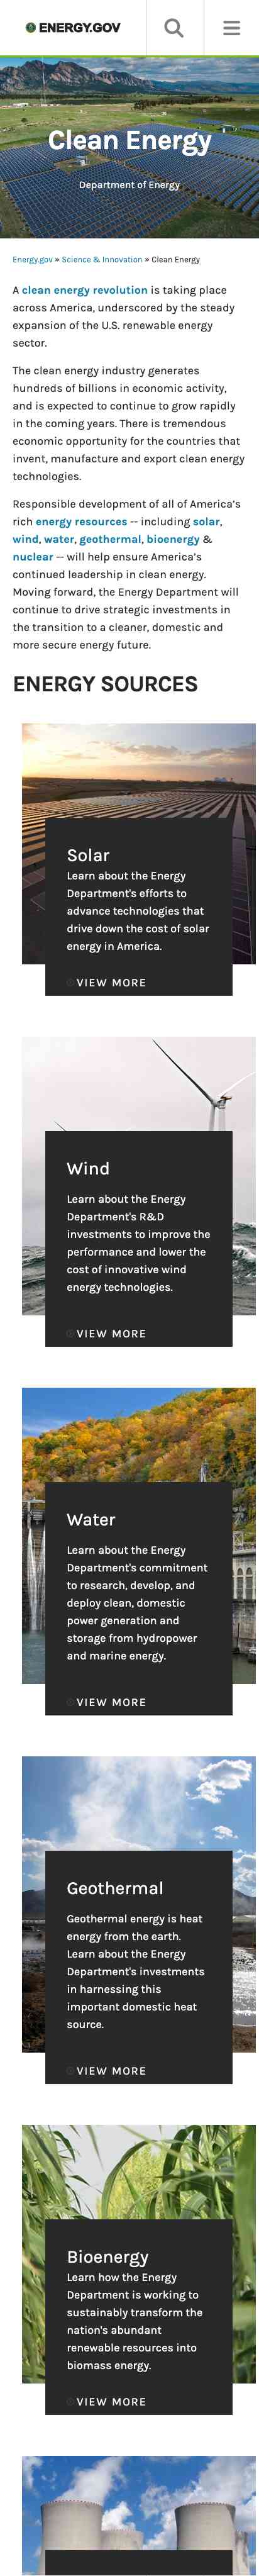 ENERGY.GOV
Clean Energy
Department of Energy
Energy.gov » Science & Innovation » Clean Energy
A clean energy revolution is taking place
across America, underscored by the steady
expansion of the U.S. renewable energy
sector.
The clean energy industry generates
hundreds of billions in economic activity,
and is expected to continue to grow rapidly
in the coming years. There is tremendous
economic opportunity for the countries that
invent, manufacture and export clean energy
technologies.
Responsible development of all of America's
rich energy resources -- including solar,
wind, water, geothermal, bioenergy &
nuclear -- will help ensure America's
continued leadership in clean energy.
Moving forward, the Energy Department will
continue to drive strategic investments in
the transition to a cleaner, domestic and
more secure energy future.
ENERGY SOURCES
Solar
Learn about the Energy
Department's efforts to
advance technologies that
drive down the cost of solar
energy in America.
VIEW MORE
Wind
Learn about the Energy
Department's R&D
investments to improve the
performance and lower the
cost of innovative wind
energy technologies.
VIEW MORE
Water
Learn about the Energy
Department's commitment
to research, develop, and
deploy clean, domestic
power generation and
storage from hydropower
and marine energy.
VIEW MORE
Geothermal
Geothermal energy is heat
energy from the earth.
Learn about the Energy
Department's investments
in harnessing this
important domestic heat
source.
VIEW MORE
Bioenergy
Learn how the Energy
Department is working to
sustainably transform the
nation's abundant
renewable resources into
biomass energy.
VIEW MORE